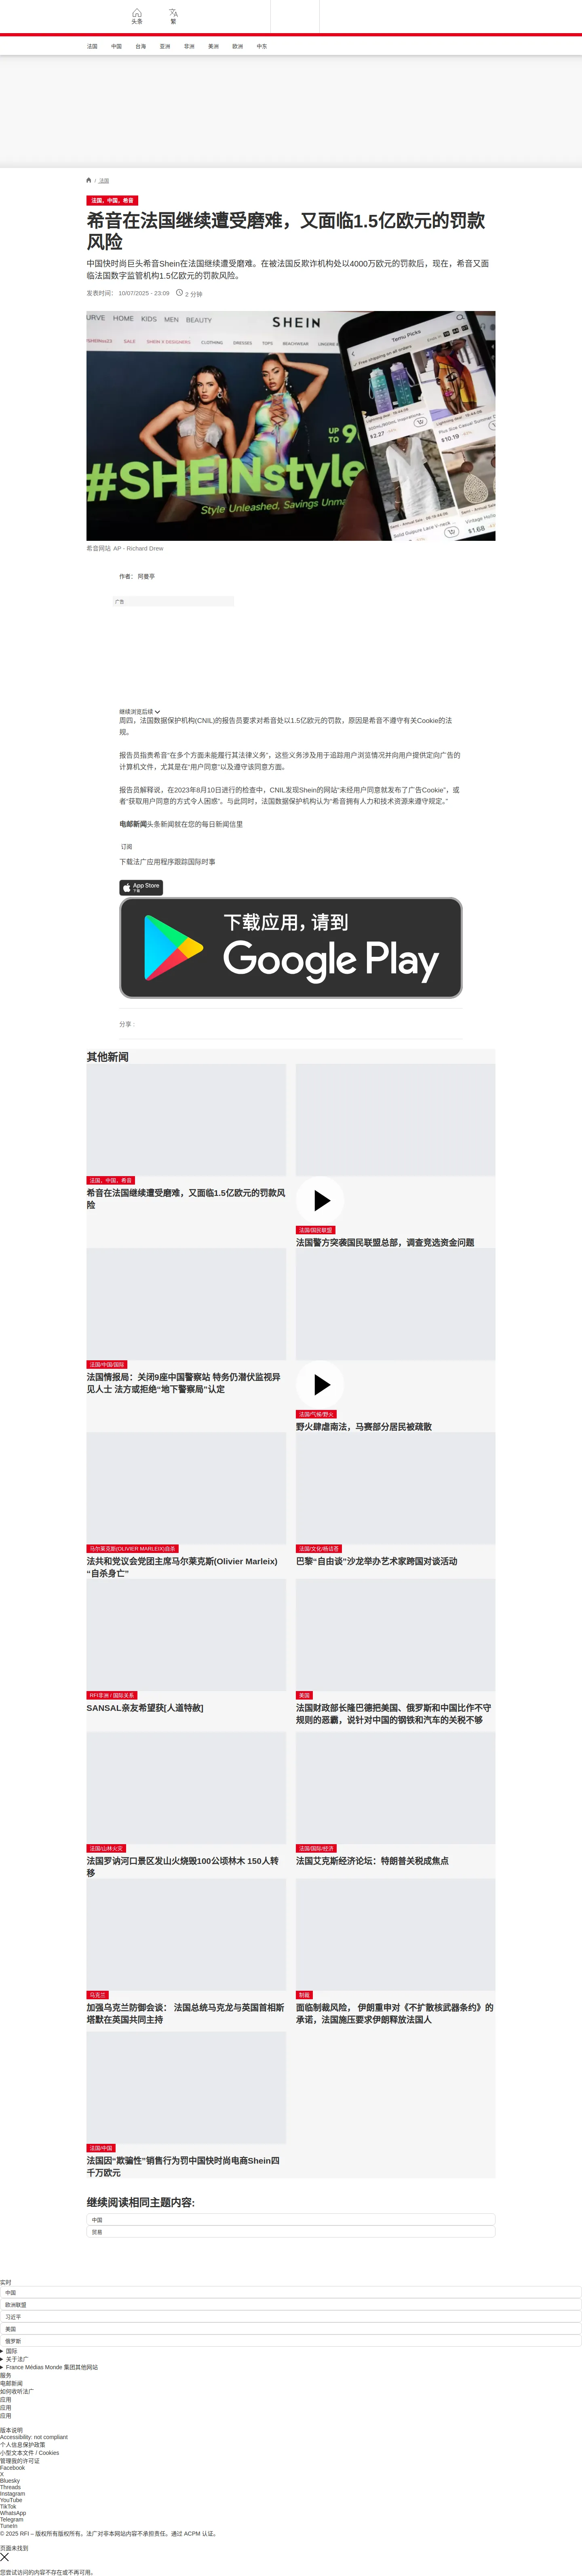 头条
繁
法国
中国
台海
亚洲
非洲
美洲
欧洲
中东
/ 法国
法国，中国，希音
希音在法国继续遭受磨难，又面临1.5亿欧元的罚款
风险
中国快时尚巨头希音Shein在法国继续遭受磨难。在被法国反欺诈机构处以4000万欧元的罚款后，现在，希音又面
临法国数字监管机构1.5亿欧元的罚款风险。
发表时间： 10/07/2025 - 23:09
2 分钟
CURVE HOME KIDS MEN BEAUTY
SHEIN
SALE
SHEIN X DESIGNERS
CLOTHING
DRESSES
TOPS
BEACHWEAR
Temu Picks
UP TO
#SHEINstyle
Style Unleashed, Savings Unmat
$2.27
$10.19
$1.68
希音网站 AP - Richard Drew
作者： 阿曼亭
广告
继续浏览后续
周四，法国数据保护机构(CNIL)的报告员要求对希音处以1.5亿欧元的罚款，原因是希音不遵守有关Cookie的法
规。
报告员指责希音“在多个方面未能履行其法律义务”，这些义务涉及用于追踪用户浏览情况并向用户提供定向广告的
计算机文件，尤其是在“用户同意”以及遵守该同意方面。
报告员解释说，在2023年8月10日进行的检查中，CNIL发现Shein的网站“未经用户同意就发布了广告Cookie”，或
者“获取用户同意的方式令人困惑”。与此同时，法国数据保护机构认为“希音拥有人力和技术资源来遵守规定。”
电邮新闻头条新闻就在您的每日新闻信里
订阅
下载法广应用程序跟踪国际时事
App Store
下载
下载应用，请到
Google Play
分享 :
其他新闻
法国，中国，希音
希音在法国继续遭受磨难，又面临1.5亿欧元的罚款风
险
法国/国民联盟
法国警方突袭国民联盟总部，调查竞选资金问题
法国/中国/国际
法国情报局：关闭9座中国警察站 特务仍潜伏监视异
见人士 法方或拒绝“地下警察局”认定
法国/气候/野火
野火肆虐南法，马赛部分居民被疏散
马尔莱克斯(OLIVIER MARLEIX)自杀
法共和党议会党团主席马尔莱克斯(Olivier Marleix)
“自杀身亡”
法国/文化/杨诘苍
巴黎“自由谈”沙龙举办艺术家跨国对谈活动
RFI非洲 / 国际关系
SANSAL亲友希望获[人道特赦]
美国
法国财政部长隆巴德把美国、俄罗斯和中国比作不守
规则的恶霸，说针对中国的钢铁和汽车的关税不够
法国/山林火灾
法国罗讷河口景区发山火烧毁100公顷林木 150人转
移
法国/国际/经济
法国艾克斯经济论坛：特朗普关税成焦点
乌克兰
加强乌克兰防御会谈： 法国总统马克龙与英国首相斯
塔默在英国共同主持
制裁
面临制裁风险， 伊朗重申对《不扩散核武器条约》的
承诺，法国施压要求伊朗释放法国人
法国/中国
法国因“欺骗性”销售行为罚中国快时尚电商Shein四
千万欧元
继续阅读相同主题内容:
中国
贸易
实时
中国
欧洲联盟
习近平
美国
俄罗斯
国际
关于法广
France Médias Monde 集团其他网站
服务
电邮新闻
如何收听法广
应用
应用
应用
版本说明
Accessibility: not compliant
个人信息保护政策
小型文本文件 / Cookies
管理我的许可证
Facebook
X
Bluesky
Threads
Instagram
YouTube
TikTok
WhatsApp
Telegram
TuneIn
© 2025 RFI – 版权所有版权所有。法广对非本网站内容不承担责任。通过 ACPM 认证。
页面未找到
您尝试访问的内容不存在或不再可用。